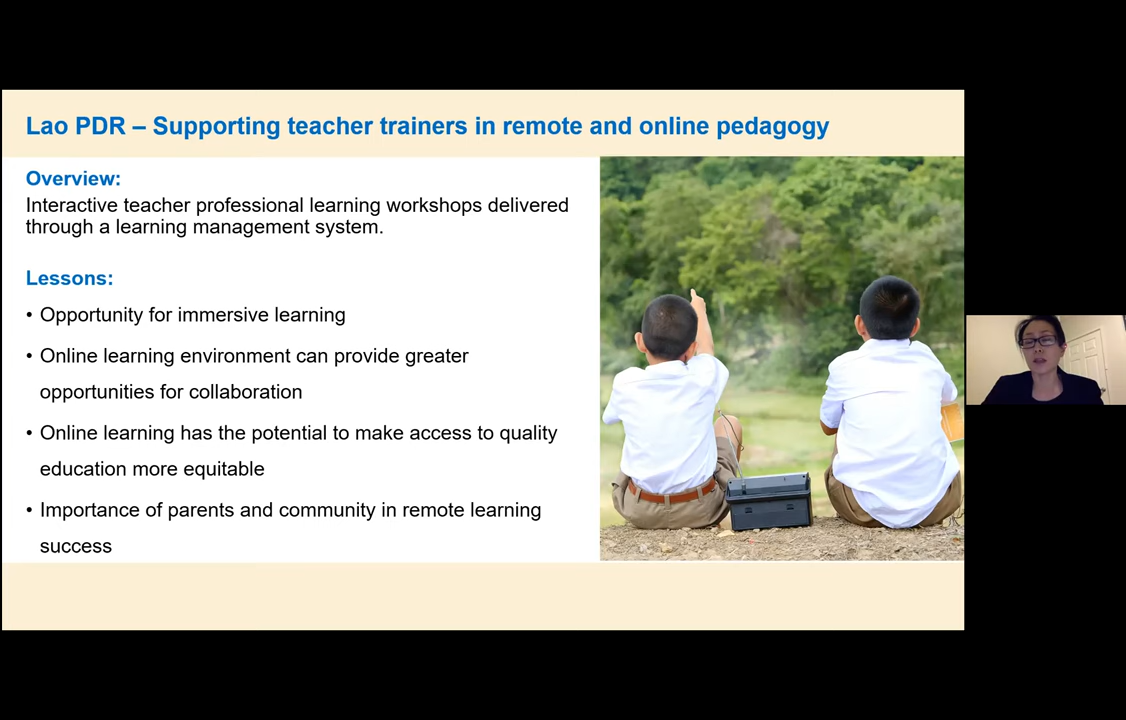 Lao PDR – Supporting teacher trainers in remote and online pedagogy
Overview:
Interactive teacher professional learning workshops delivered
through a learning management system.
Lessons:
• Opportunity for immersive learning
• Online learning environment can provide greater
opportunities for collaboration
• Online learning has the potential to make access to quality
education more equitable
• Importance of parents and community in remote learning
success